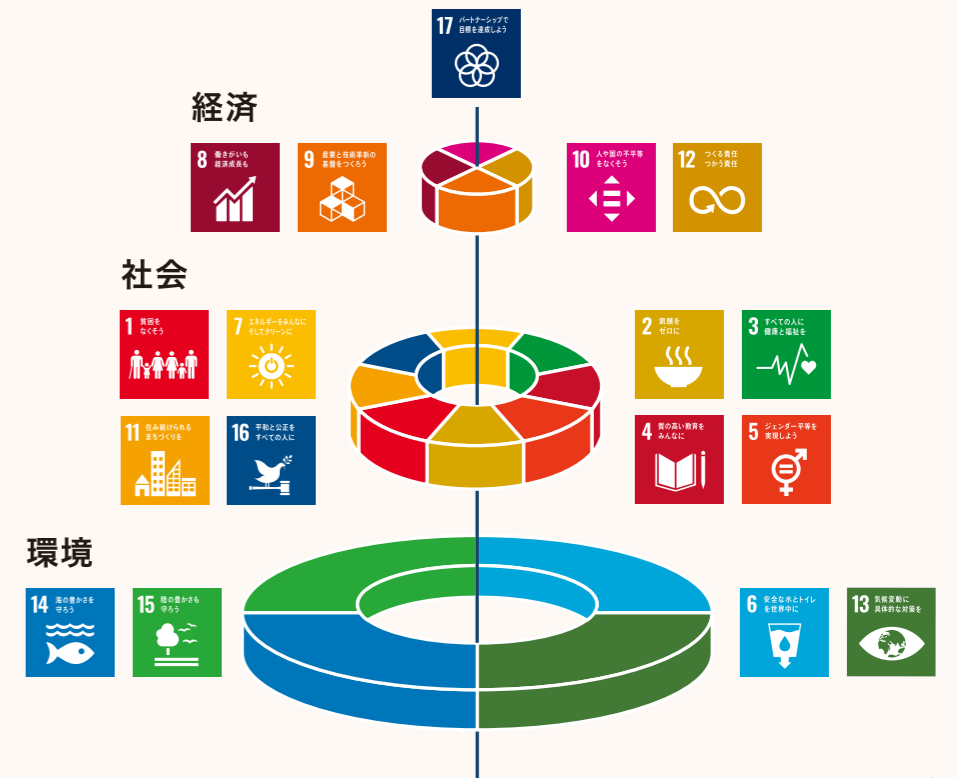 17 パートナーシップで
目標を達成しよう
経済
8 働きがいも
経済成長も
9 産業と技術革新の
基盤をつくろう
10 人や国の不平等
をなくそう
12 つくる責任
つかう責任
社会
1 貧困を
なくそう
7 エネルギーをみんなに
そしてクリーンに
2 飢餓を
ゼロに
3 すべての人に
健康と福祉を
11 住み続けられる
まちづくりを
16 平和と公正を
すべての人に
4 質の高い教育を
みんなに
5 ジェンダー平等を
実現しよう
環境
14 海の豊かさを
守ろう
15 陸の豊かさも
守ろう
6 安全な水とトイレ
を世界中に
13 気候変動に
具体的な対策を